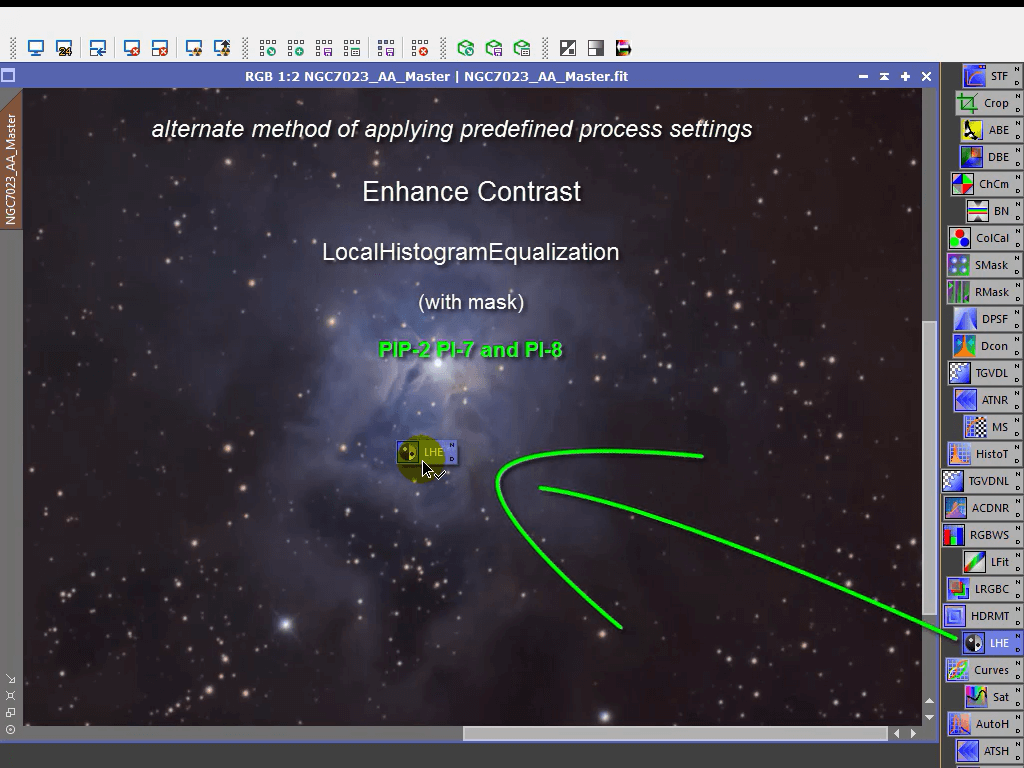 24
RGB 1:2 NGC7023_AA_Master | NGC7023_AA_Master.fit
NGC7023_AA_Master
alternate method of applying predefined process settings
Enhance Contrast
LocalHistogramEqualization
(with mask)
PIP-2 PI-7 and PI-8
LHE N D
STF N D
Crop N D
ABE N D
DBE N D
ChCm N D
BN N D
ColCal N D
SMask N D
RMask N D
DPSF N D
Dcon N D
TGVDL N D
ATNR N D
MS N D
HistoT N D
TGVDNL N D
ACDNR N D
RGBWS N D
LFit N D
LRGBC N D
HDRMT N D
LHE N D
Curves N D
Sat N D
AutoH N D
ATSH N D